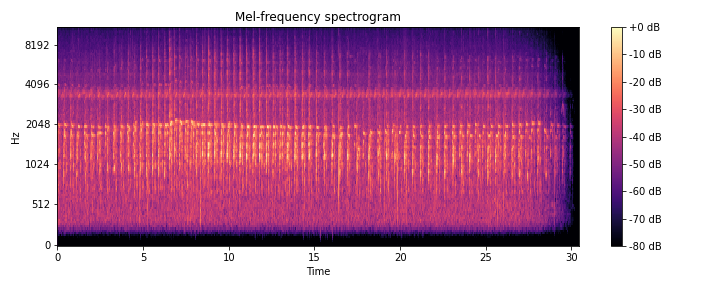 Mel-frequency spectrogram
8192
4096
2048
1024
512
0
Hz
0 5 10 15 20 25 30
Time
+0 dB
-10 dB
-20 dB
-30 dB
-40 dB
-50 dB
-60 dB
-70 dB
-80 dB